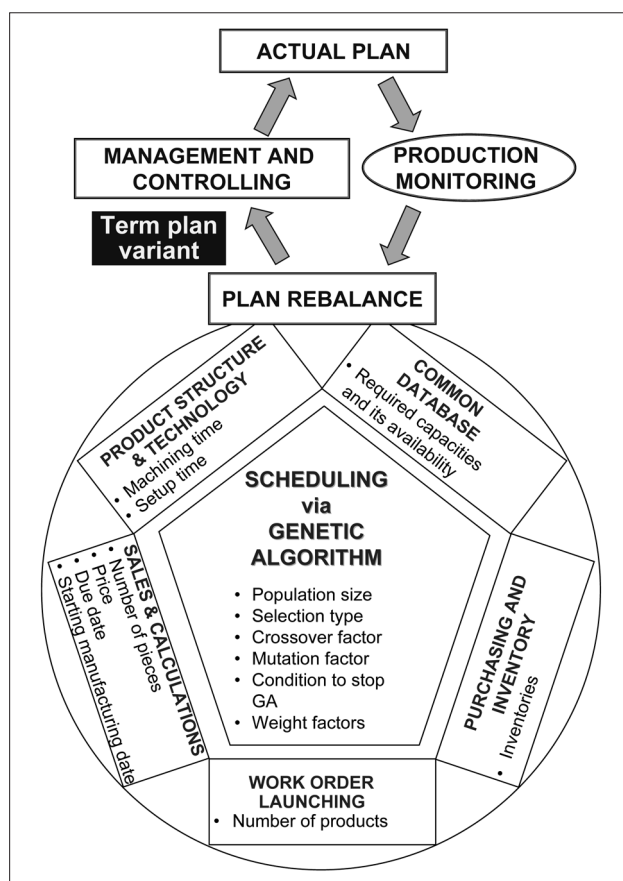 ACTUAL PLAN
MANAGEMENT AND
CONTROLLING
PRODUCTION
MONITORING
Term plan
variant
PLAN REBALANCE
PRODUCT STRUCTURE
& TECHNOLOGY
• Machining time
• Setup time
COMMON
DATABASE
• Required capacities
and its availability
SCHEDULING
via
GENETIC
ALGORITHM
• Population size
• Selection type
• Crossover factor
• Mutation factor
• Condition to stop
GA
• Weight factors
SALES & CALCULATIONS
• Number of pieces
• Price
• Due date
• Starting manufacturing date
PURCHASING AND
INVENTORY
• Inventories
WORK ORDER
LAUNCHING
• Number of products